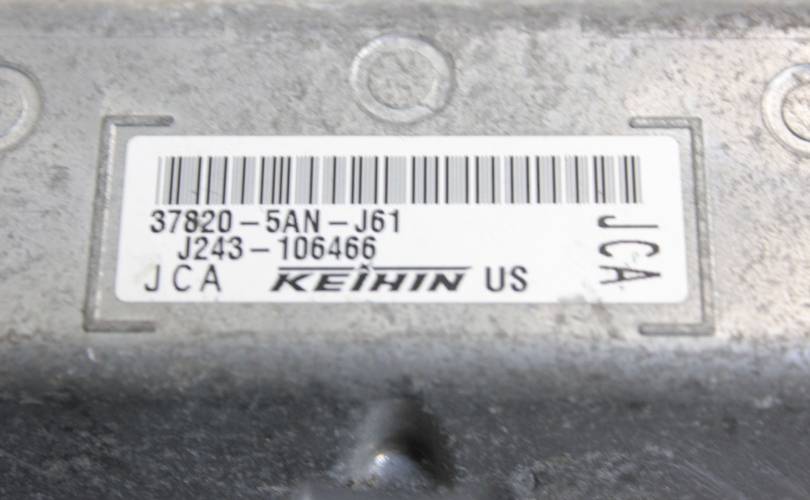 37820-5AN-J61
J243-106466
JCA KEIHIN US
JCA